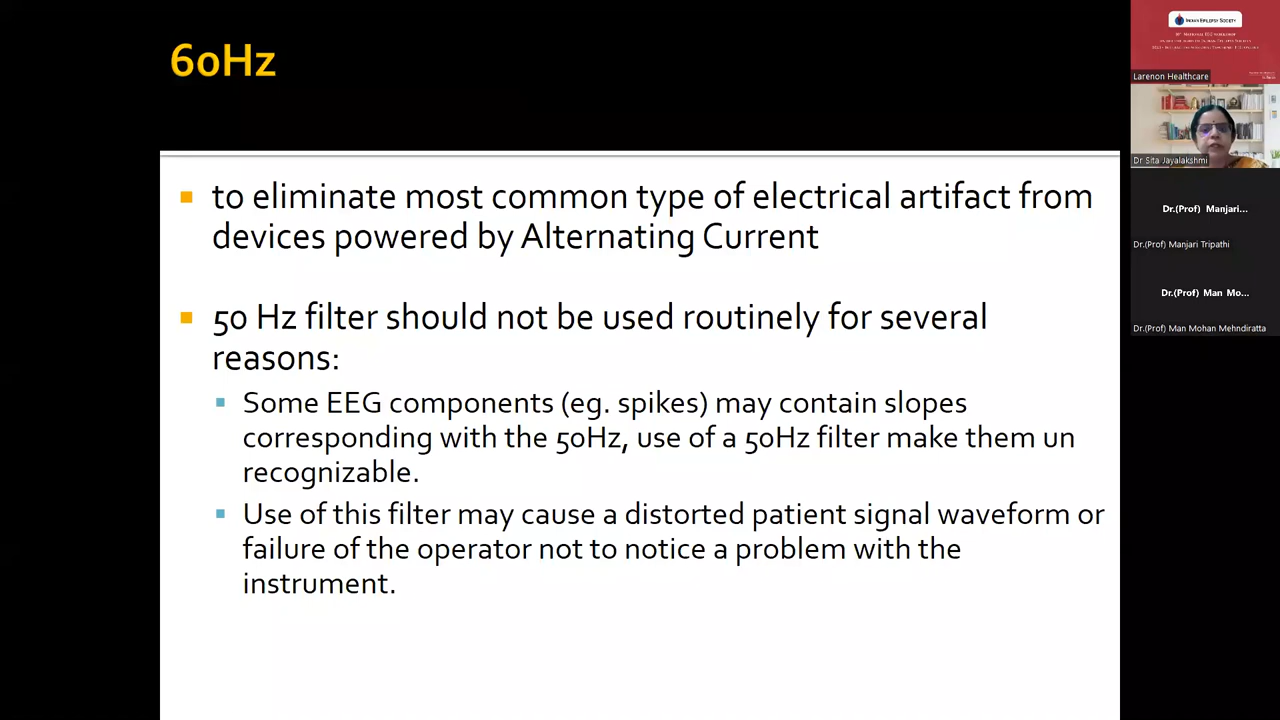 60Hz
to eliminate most common type of electrical artifact from
devices powered by Alternating Current
50 Hz filter should not be used routinely for several
reasons:
Some EEG components (eg. spikes) may contain slopes
corresponding with the 50Hz, use of a 50Hz filter make them un
recognizable.
Use of this filter may cause a distorted patient signal waveform or
failure of the operator not to notice a problem with the
instrument.
INDIAN EPILEPSY SOCIETY
Larenon Healthcare
Dr Sita Jayalakshmi
Dr.(Prof) Manjari...
Dr.(Prof) Manjari Tripathi
Dr.(Prof) Man Mo...
Dr.(Prof) Man Mohan Mehndiratta